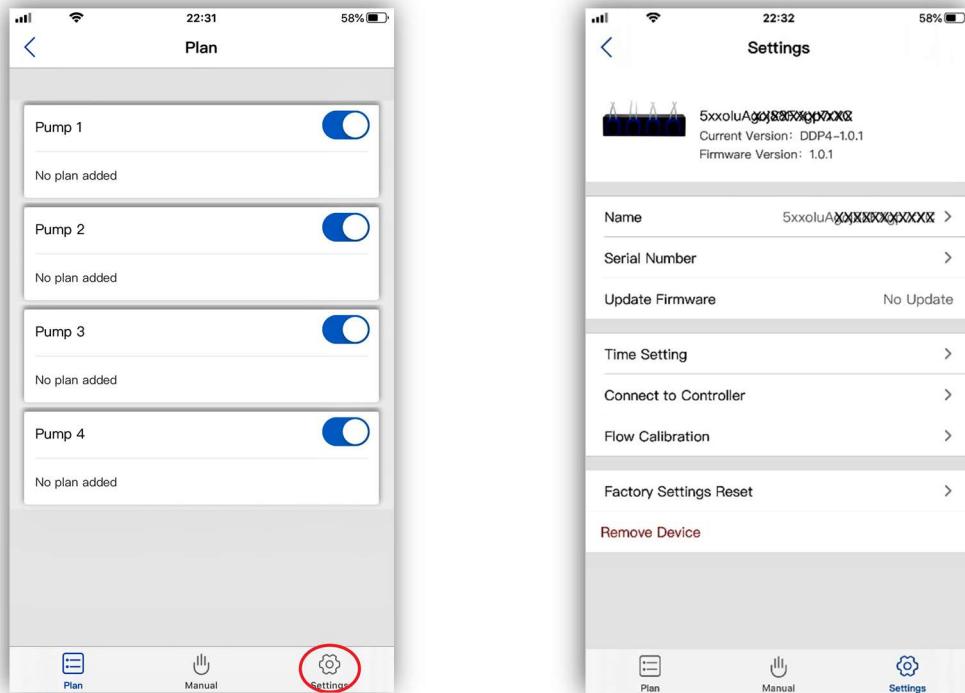 22:31
58%
Plan
Pump 1
No plan added
Pump 2
No plan added
Pump 3
No plan added
Pump 4
No plan added
Plan
Manual
Settings
22:32
58%
Settings
Current Version: DDP4-1.0.1
Firmware Version: 1.0.1
Name
Serial Number
Update Firmware No Update
Time Setting
Connect to Controller
Flow Calibration
Factory Settings Reset
Remove Device
Plan
Manual
Settings